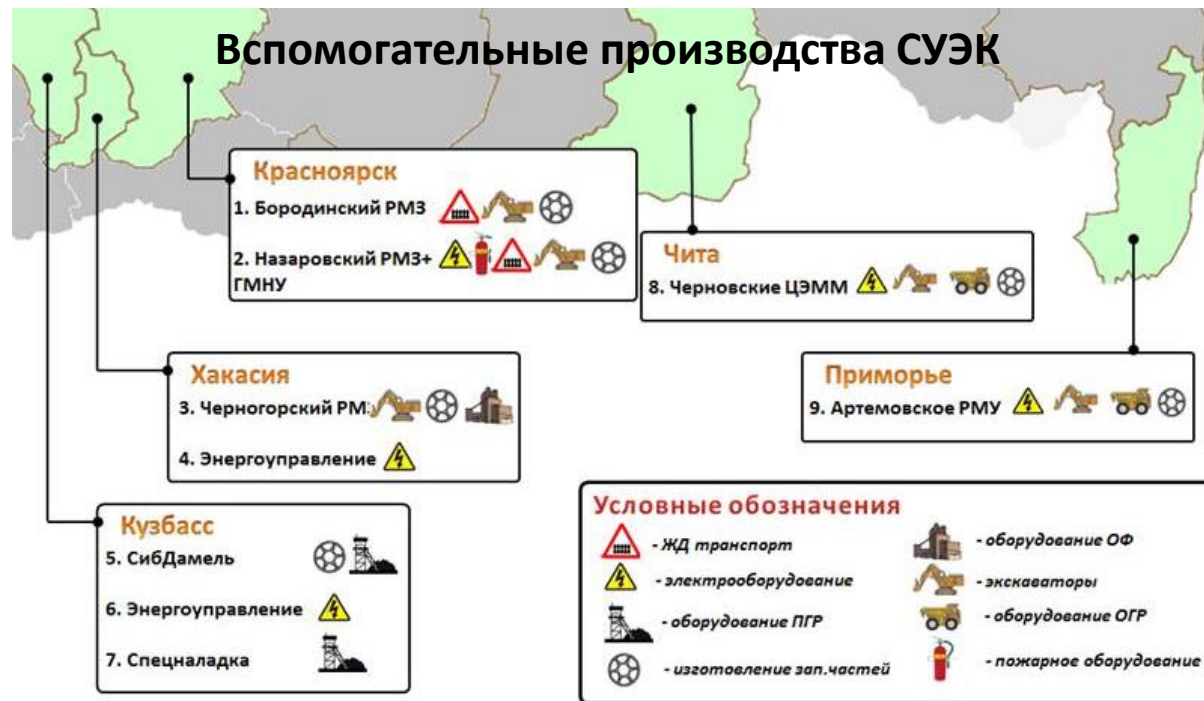 Вспомогательные производства СУЭК
Красноярск
1. Бородинский РМЗ
2. Назаровский РМЗ+
ГМНУ
Чита
8. Черновские ЦЭММ
Хакасия
3. Черногорский РМ
4. Энергоуправление
Приморье
9. Артемовское РМУ
Кузбасс
5. СибДамель
6. Энергоуправление
7. Спецналадка
Условные обозначения
- ЖД транспорт
- электрооборудование
- оборудование ПГР
- изготовление зап.частей
- оборудование ОФ
- экскаваторы
- оборудование ОГР
- пожарное оборудование